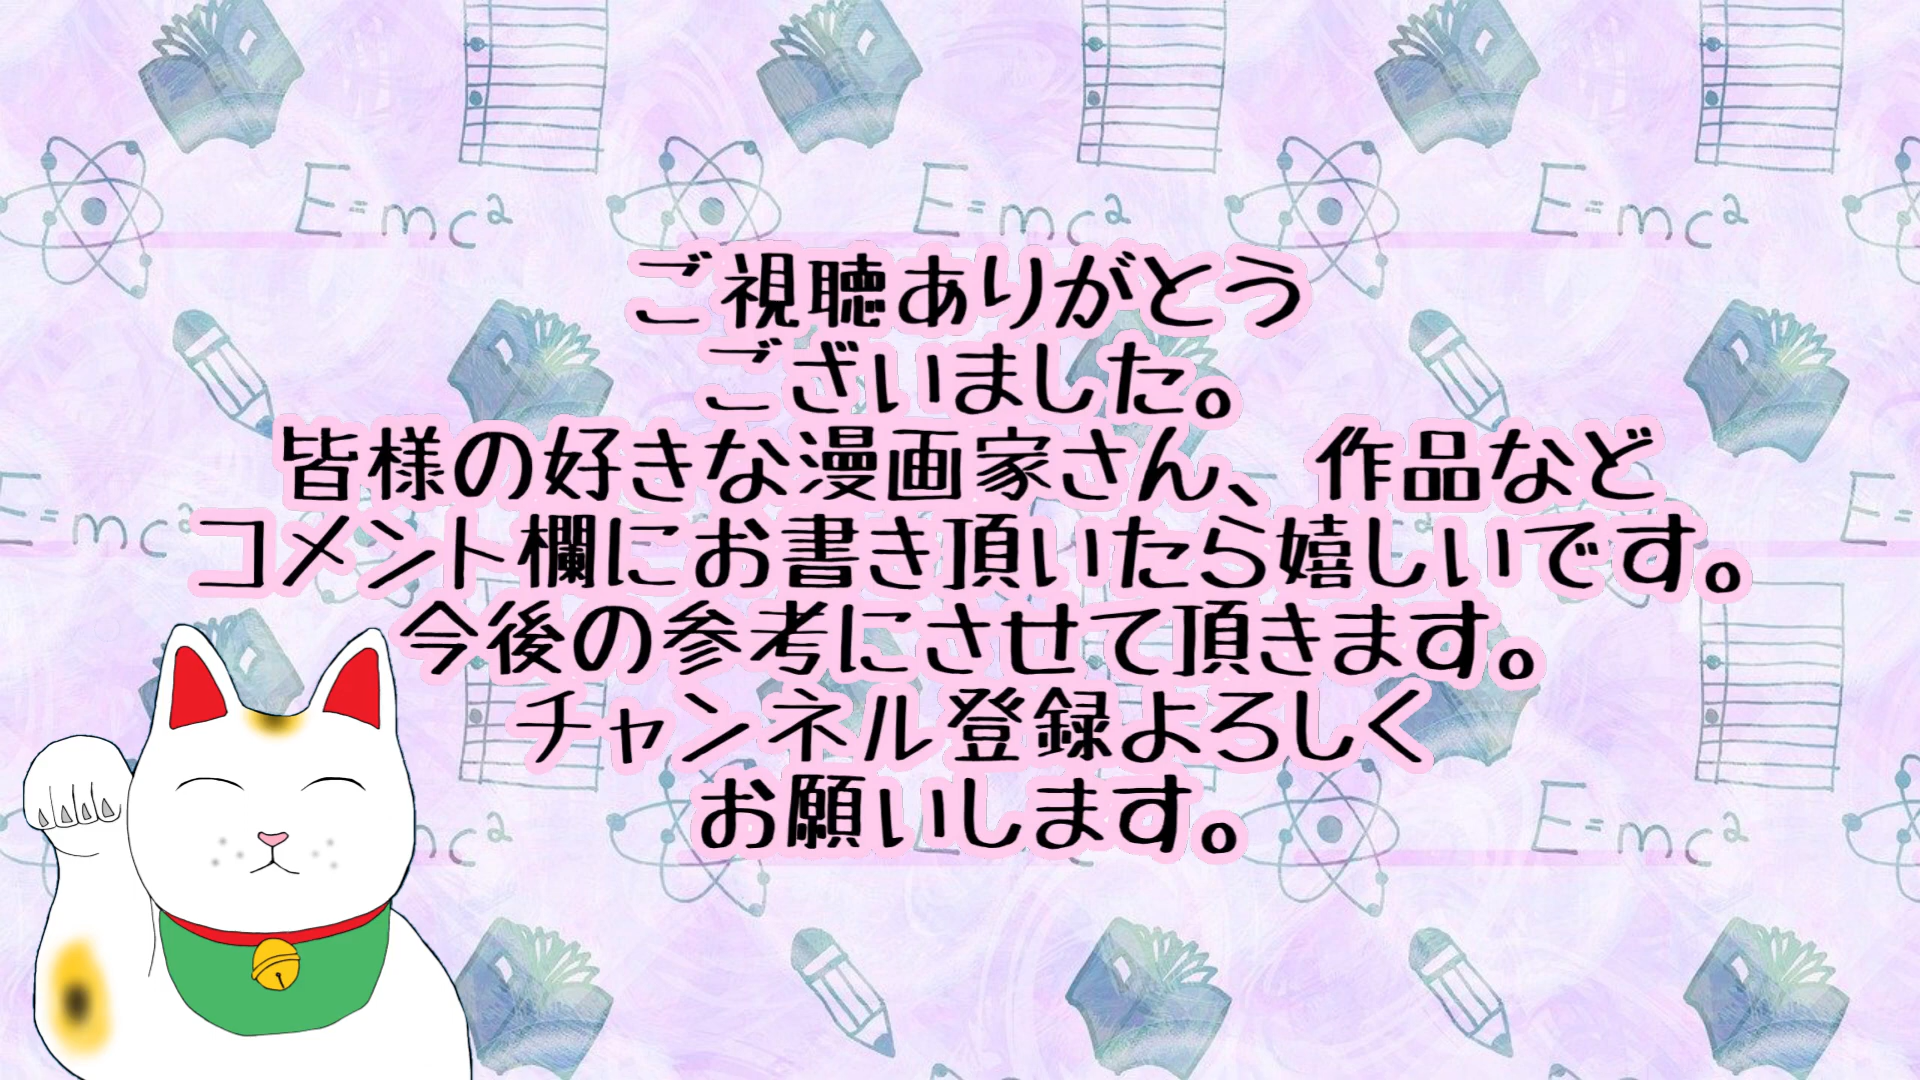 E=mc²
E=mc²
E=mc²
ご視聴ありがとう
ございました。
皆様の好きな漫画家さん、作品など
コメント欄にお書き頂いたら嬉しいです。
今後の参考にさせて頂きます。
チャンネル登録よろしく
お願いします。
E=mc²